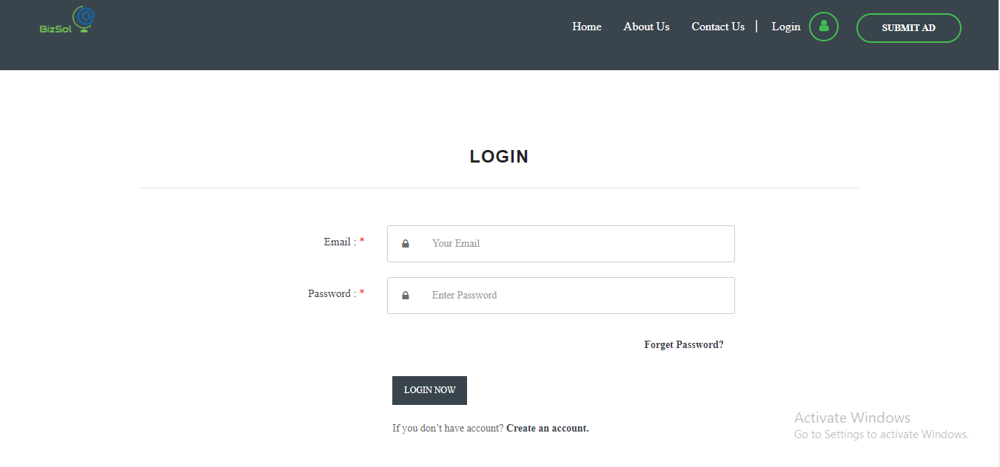 BizSol
Home About Us Contact Us | Login SUBMIT AD
LOGIN
Email : * Your Email
Password : * Enter Password
Forget Password?
LOGIN NOW
If you don’t have account? Create an account.
Activate Windows
Go to Settings to activate Windows.